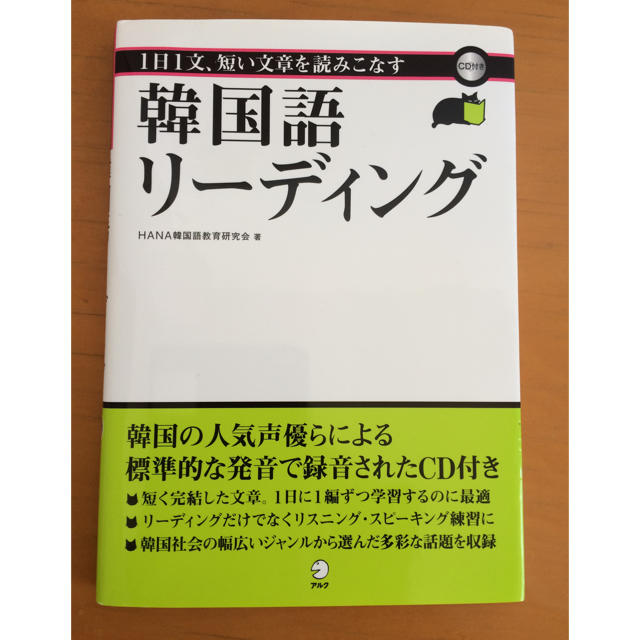 1日1文、短い文章を読みこなす
CD付き
韓国語
リーディング
HANA韓国語教育研究会 著
韓国の人気声優らによる
標準的な発音で録音されたCD付き
短く完結した文章。1日に1編ずつ学習するのに最適
リーディングだけでなくリスニング・スピーキング練習に
韓国社会の幅広いジャンルから選んだ多彩な話題を収録
アルク